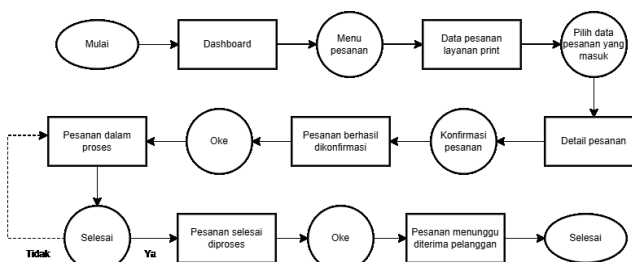 Mulai
Dashboard
Menu
pesanan
Data pesanan
layanan print
Pilih data
pesanan yang
masuk
Detail pesanan
Konfirmasi
pesanan
Pesanan berhasil
dikonfirmasi
Oke
Pesanan dalam
proses
Selesai
Tidak
Ya
Pesanan selesai
diproses
Oke
Pesanan menunggu
diterima pelanggan
Selesai